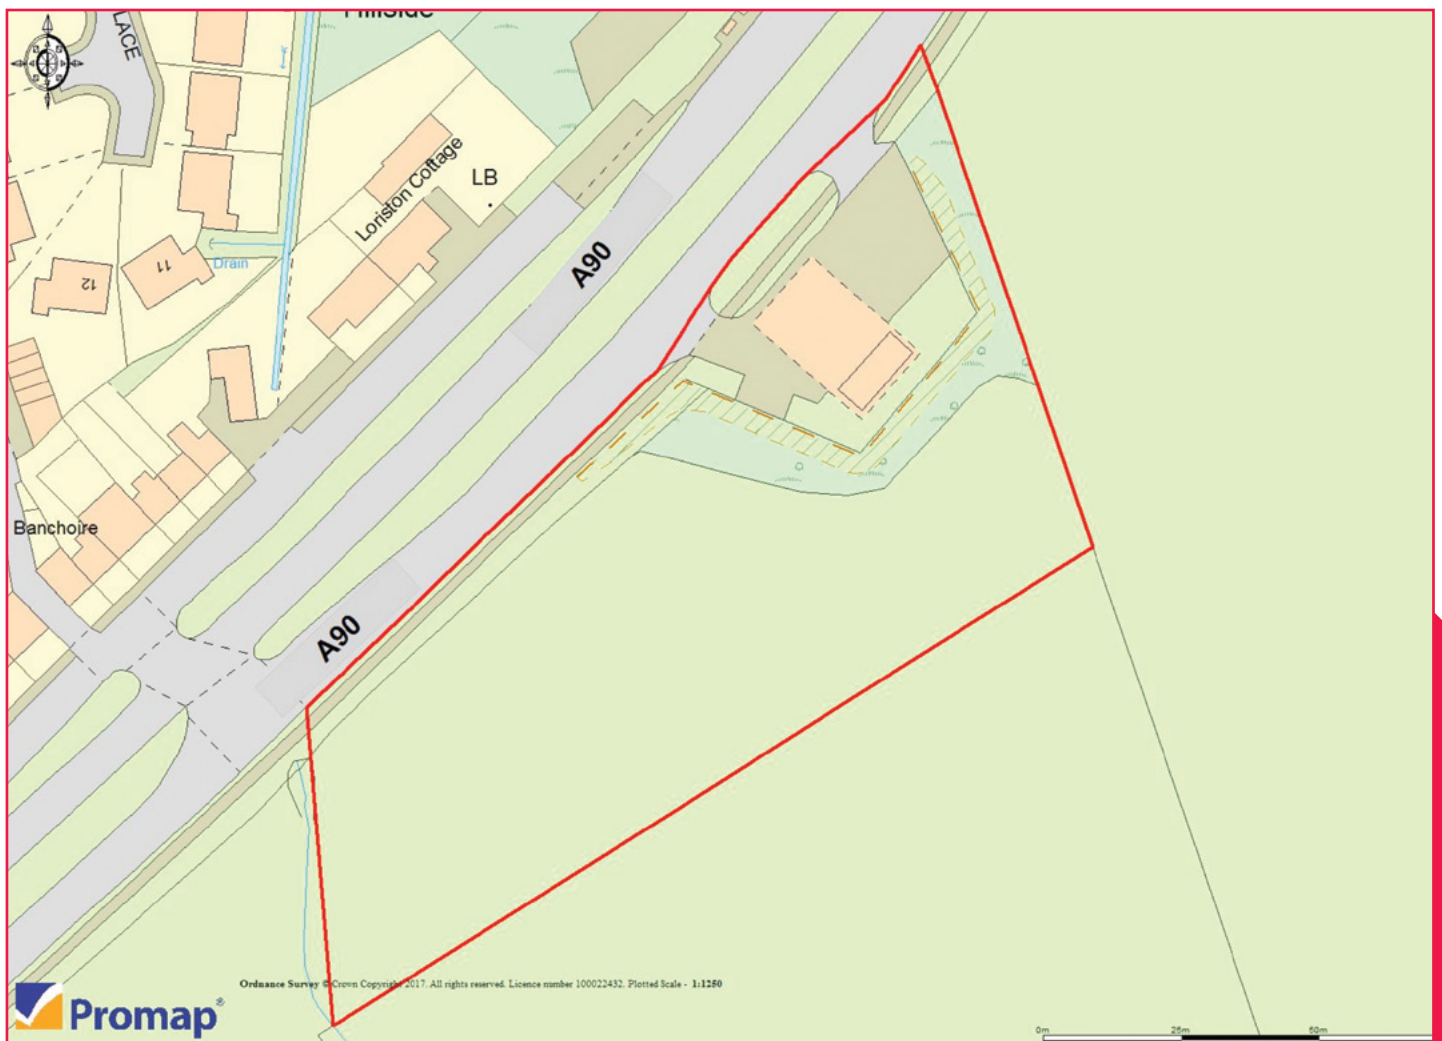 Hillside
LACE
Loriston Cottage
LB
A90
11
12
Drain
Banchoire
A90
Ordnance Survey © Crown Copyright 2017. All rights reserved. Licence number 100022432. Plotted Scale - 1:1250
Promap®
0m 25m 50m